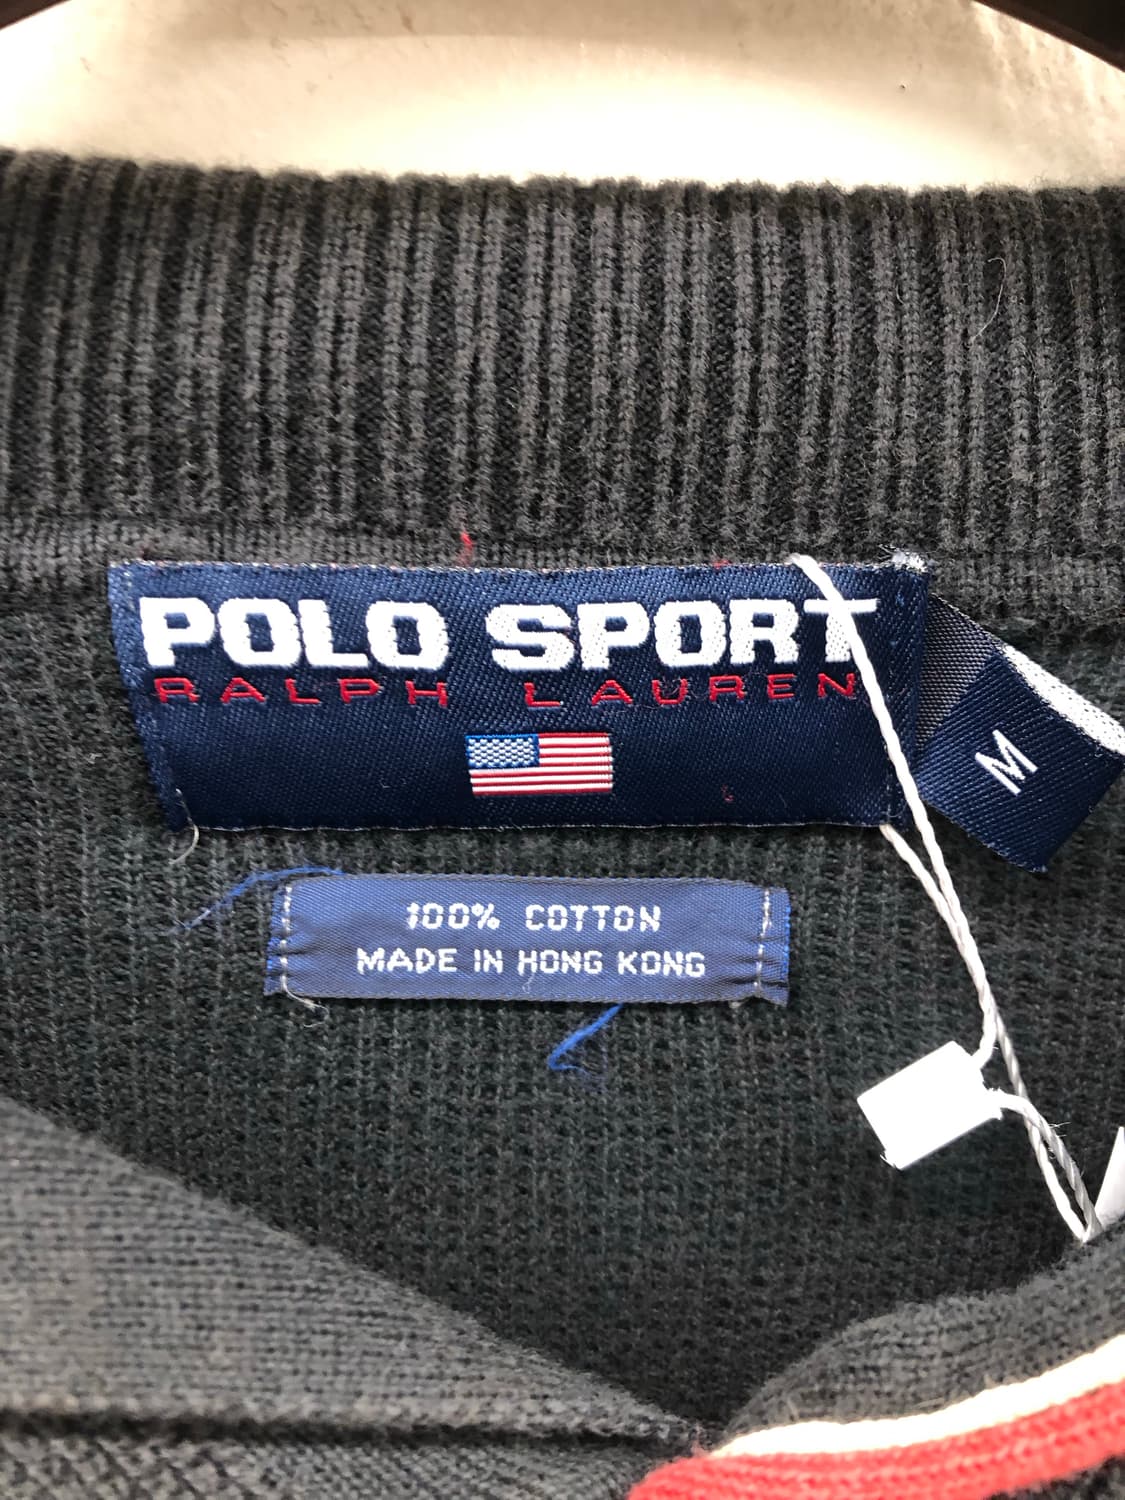 POLO SPORT
RALPH LAUREN
M
100% COTTON
MADE IN HONG KONG